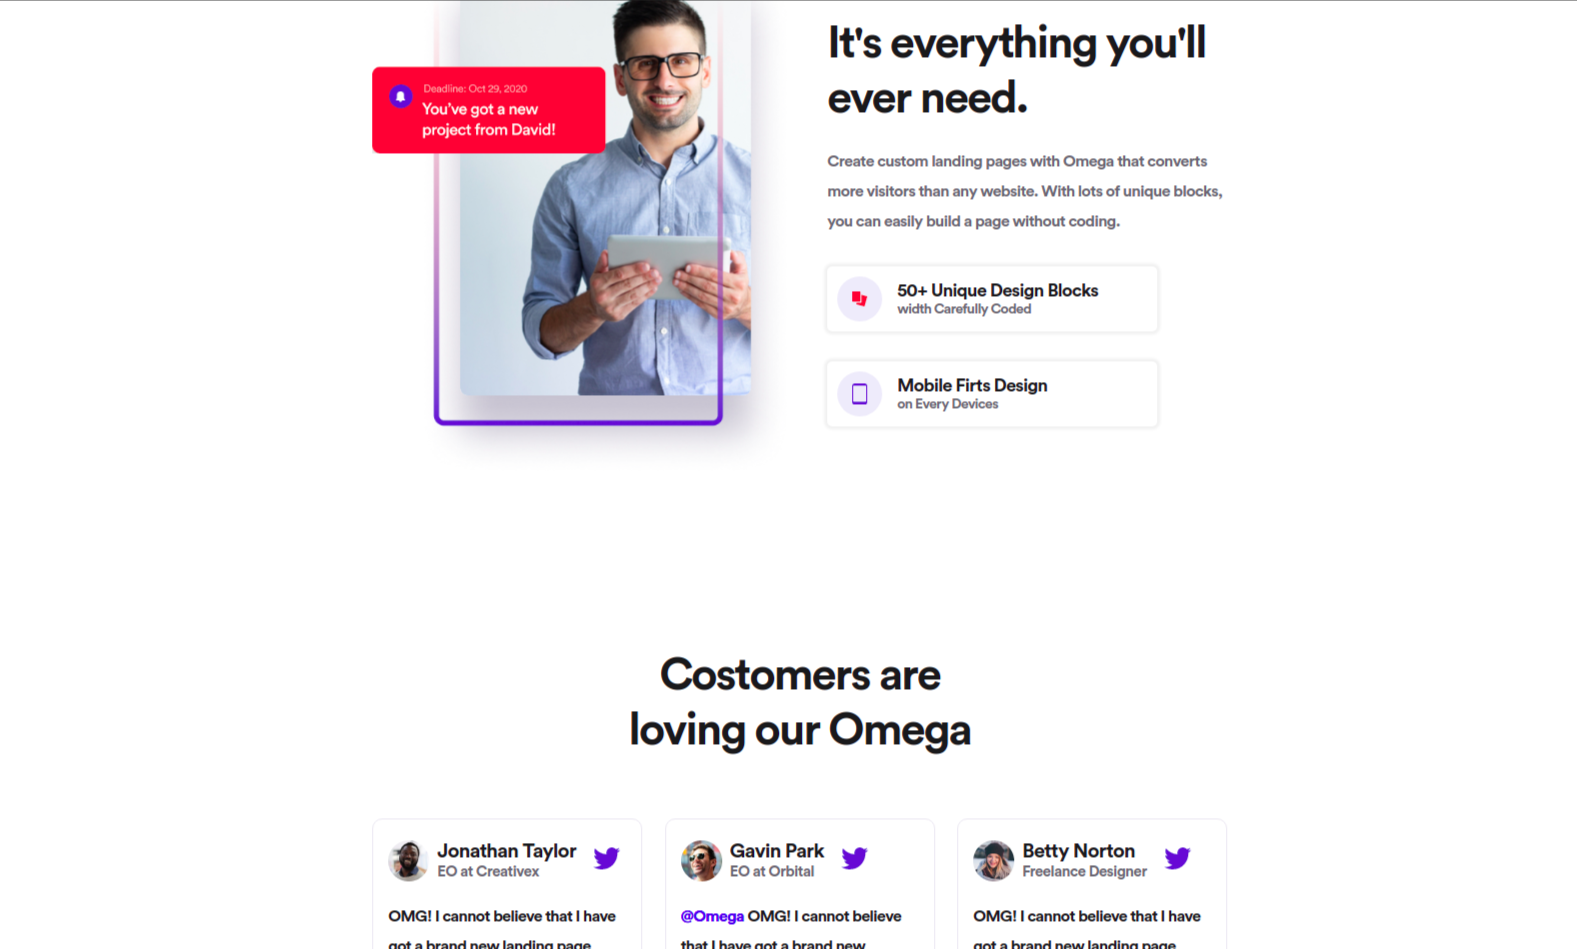 Deadline: Oct 29, 2020
You've got a new
project from David!
It's everything you'll
ever need.
Create custom landing pages with Omega that converts
more visitors than any website. With lots of unique blocks,
you can easily build a page without coding.
50+ Unique Design Blocks
width Carefully Coded
Mobile Firts Design
on Every Devices
Costomers are
loving our Omega
Jonathan Taylor
EO at Creativex
OMG! I cannot believe that I have
got a brand new landing page
Gavin Park
EO at Orbital
@Omega OMG! I cannot believe
that I have got a brand new
Betty Norton
Freelance Designer
OMG! I cannot believe that I have
got a brand new landing page